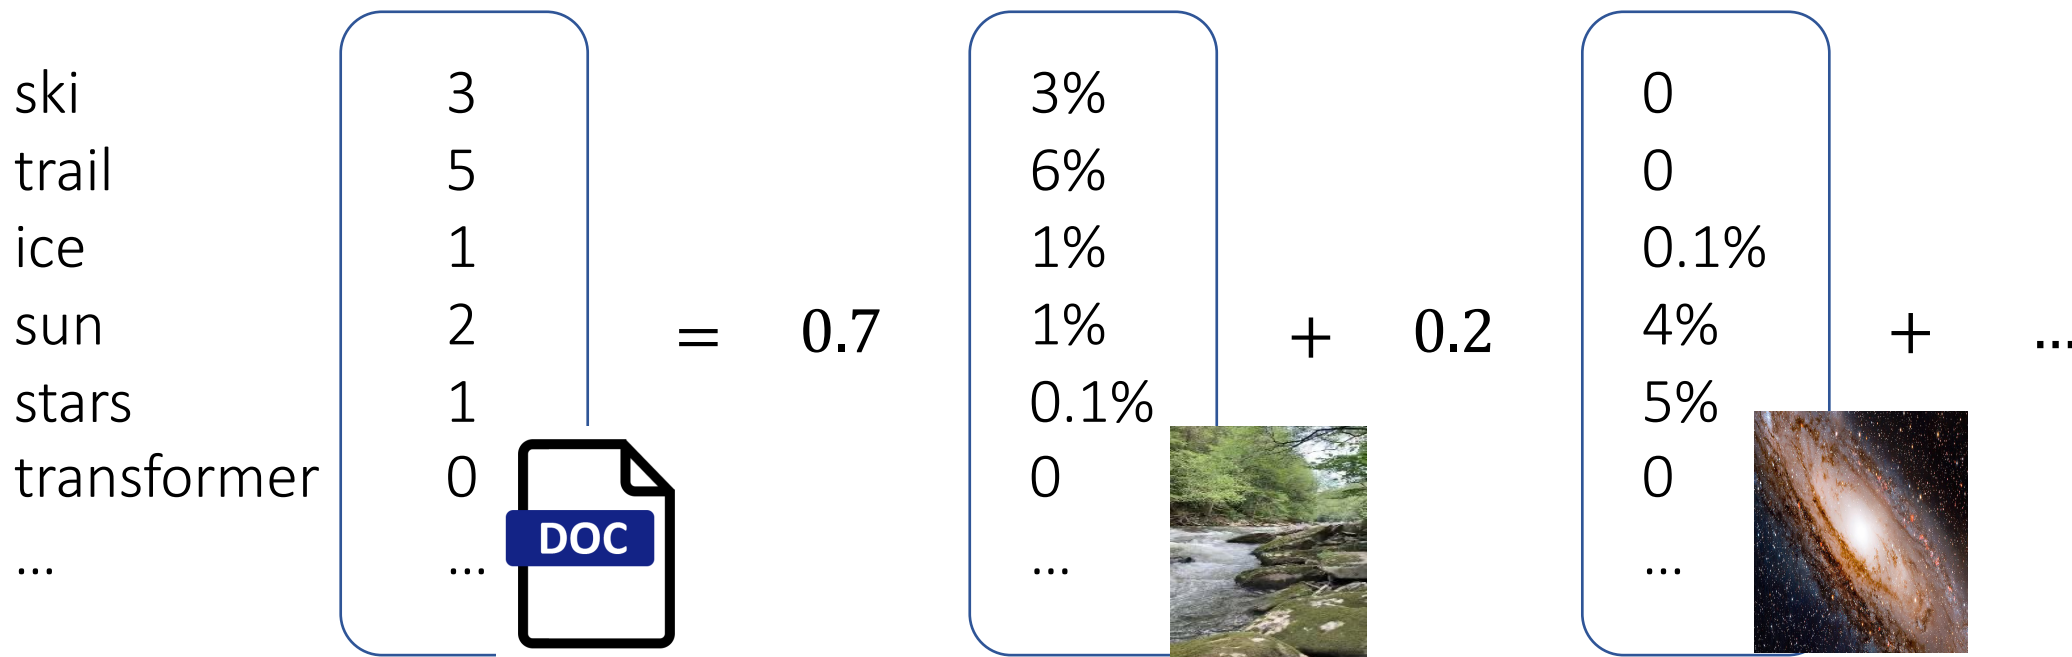 ski 3 3% 0
trail 5 6% 0
ice 1 1% 0.1%
sun 2 = 0.7 1% + 0.2 4% + ...
stars 1 0.1% 5%
transformer 0 0 0
... ... ... ...
DOC